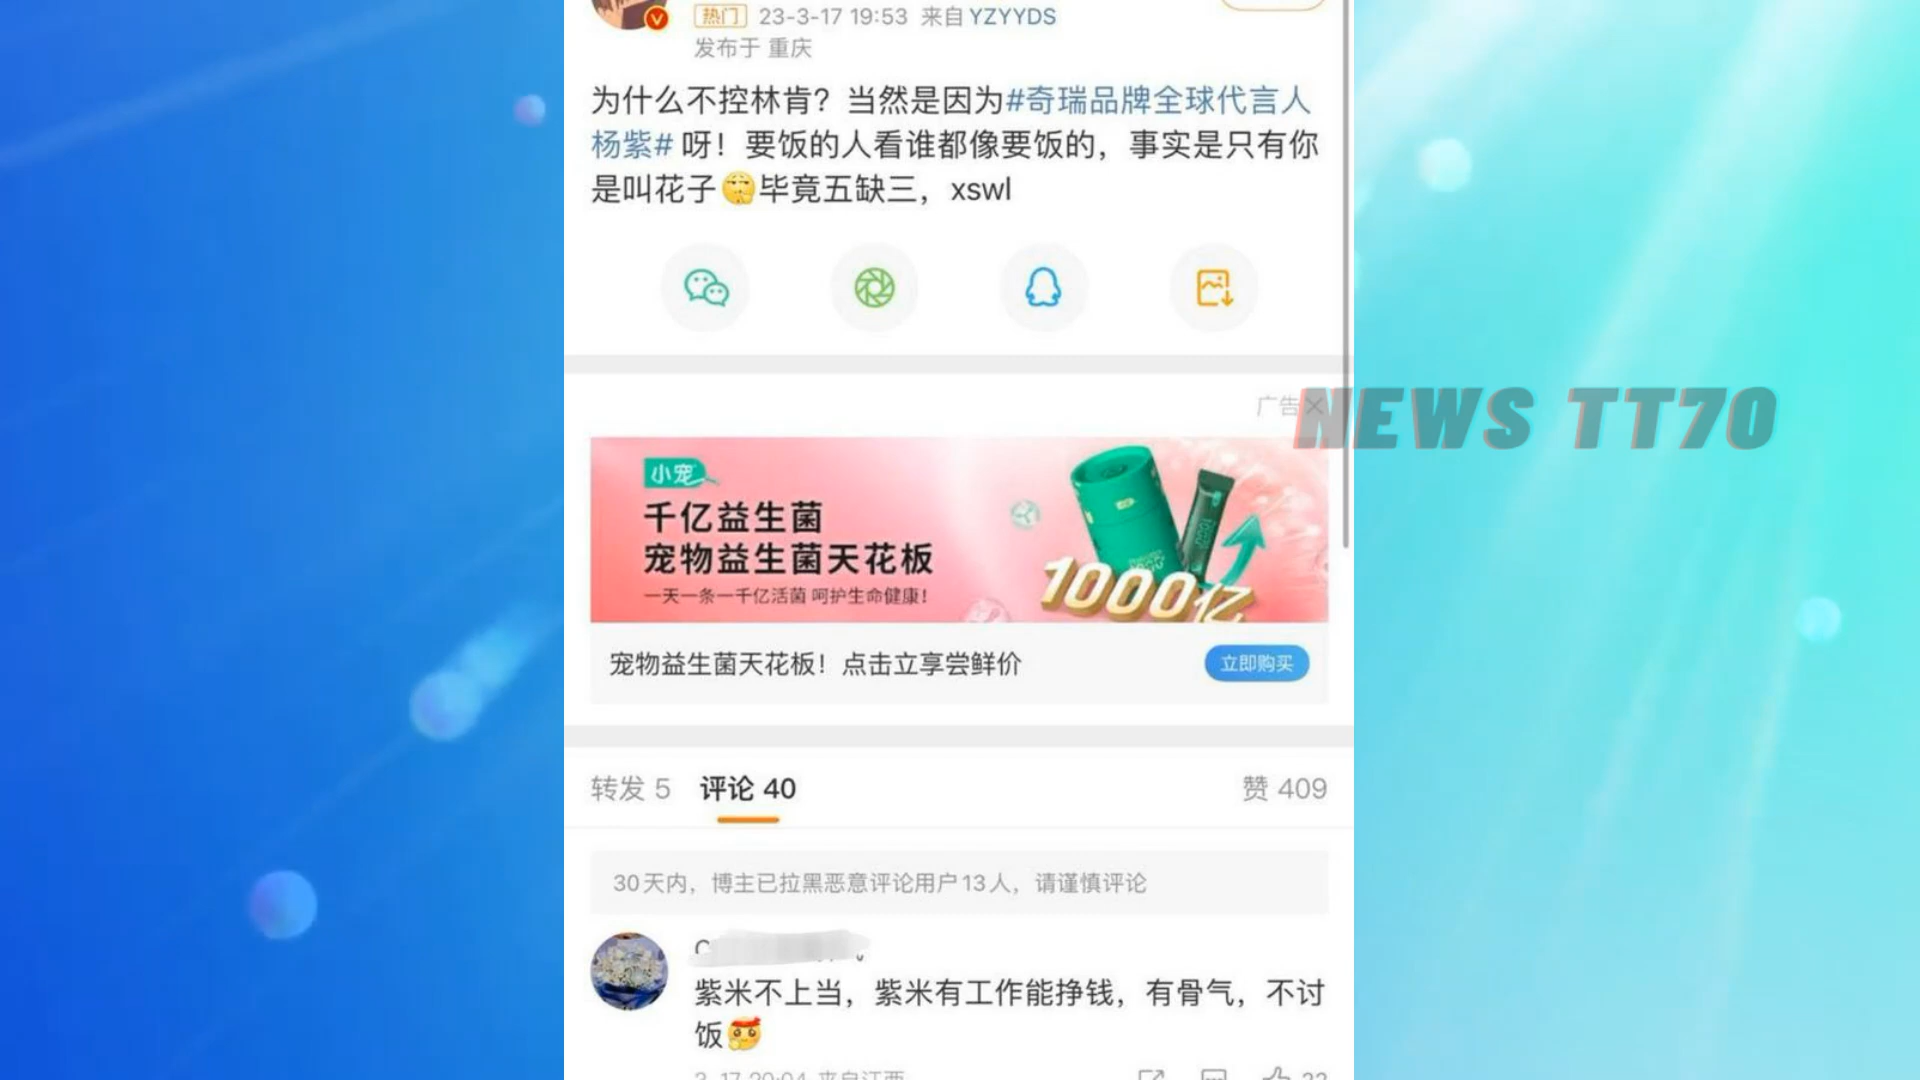 热门 23-3-17 19:53 来自 YZYYDS
发布于 重庆
为什么不控林肯？当然是因为#奇瑞品牌全球代言人
杨紫# 呀！要饭的人看谁都像要饭的，事实是只有你
是叫花子毕竟五缺三，xswl
广告
NEWS TT70
小宠
千亿益生菌
宠物益生菌天花板
一天一条一千亿活菌 呵护生命健康！
1000亿
宠物益生菌天花板！点击立享尝鲜价
立即购买
转发 5 评论 40 赞 409
30天内，博主已拉黑恶意评论用户13人，请谨慎评论
紫米不上当，紫米有工作能挣钱，有骨气，不讨
饭
3-17 20:04 来自江西